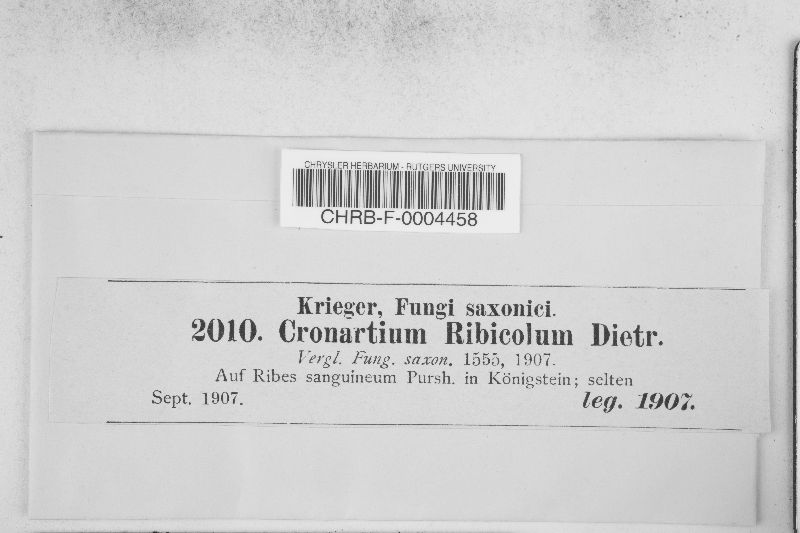 CHRYSLER HERBARIUM - RUTGERS UNIVERSITY
CHRB-F-0004458
Krieger, Fungi saxonici.
2010. Cronartium Ribicolum Dietr.
Vergl. Fung. saxon. 1555, 1907.
Auf Ribes sanguineum Pursh. in Königstein; selten
Sept. 1907. leg. 1907.